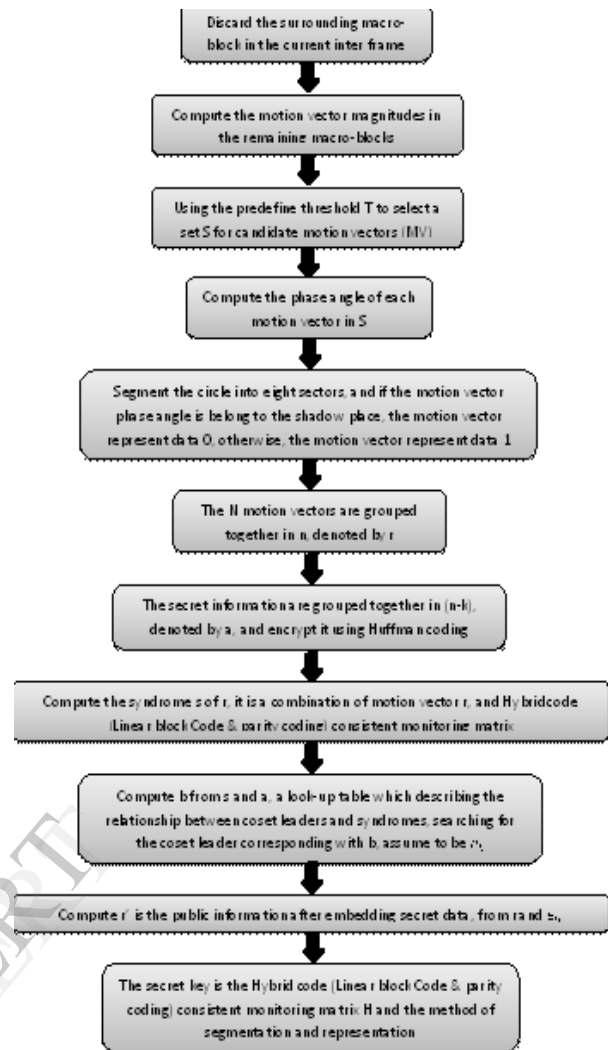 Discard the surrounding macro-
block in the current inter frame
Compute the motion vector magnitudes in
the remaining macro-blocks
Using the predefine threshold T to select a
set S for candidate motion vectors (MV)
Compute the phase angle of each
motion vector in S
Segment the circle into eight sectors, and if the motion vector
phase angle is belong to the shadow place, the motion vector
represent data 0, otherwise, the motion vector represent data 1
The N motion vectors are grouped
together in n, denoted by r
The secret information are grouped together in (n-k),
denoted by a, and encrypt it using Huffman coding
Compute the syndrome s of r, it is a combination of motion vector r, and Hybrid code
(Linear block Code & parity coding) consistent monitoring matrix
Compute b from s and a, a look-up table which describing the
relationship between coset leaders and syndromes, searching for
the coset leader corresponding with b, assume to be
Compute r' is the public information after embedding secret data, from r and
The secret key is the Hybrid code (Linear block Code & parity
coding) consistent monitoring matrix H and the method of
segmentation and representation
ERT